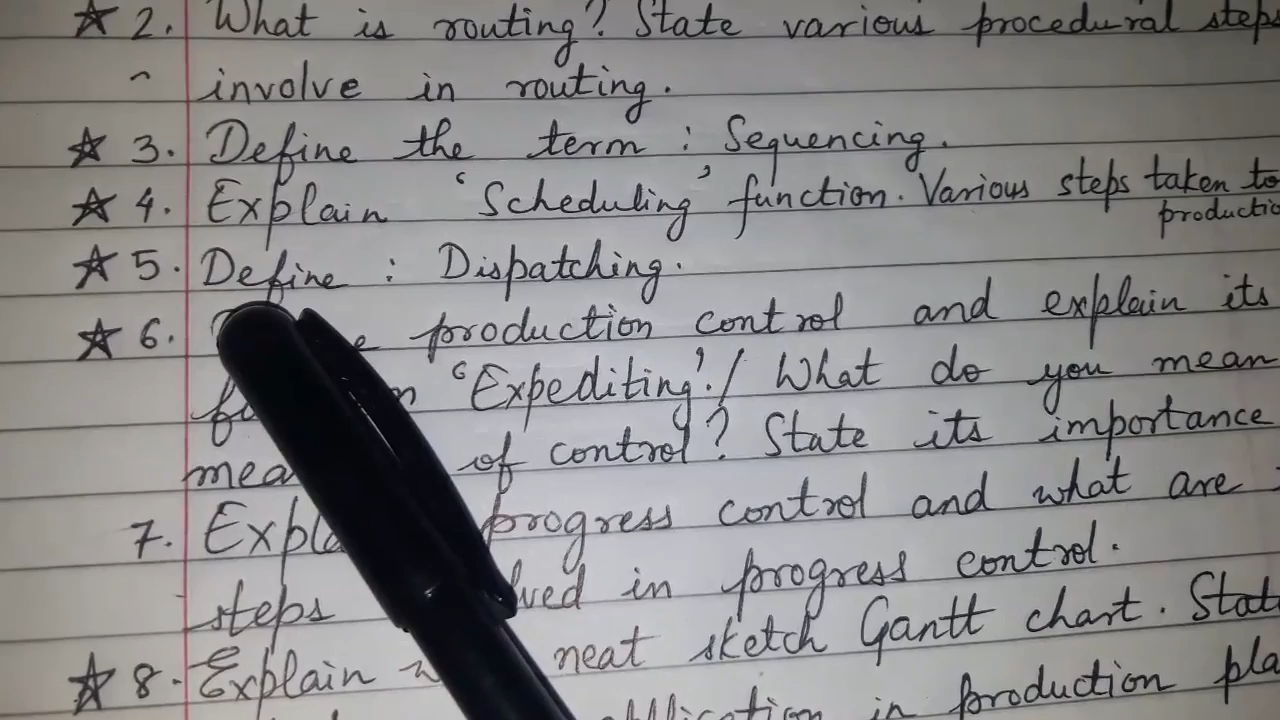 ☆ 2. What is routing? State various procedural steps
involve in routing.
☆ 3. Define the term : Sequencing.
☆ 4. Explain 'Scheduling' function. Various steps taken to
productio
☆ 5. Define : Dispatching.
☆ 6. production control and explain its
'Expediting'./ What do you mean
of control? State its importance
7. progress control and what are
steps in progress control.
☆ 8. Explain neat sketch Gantt chart. State
in production pla